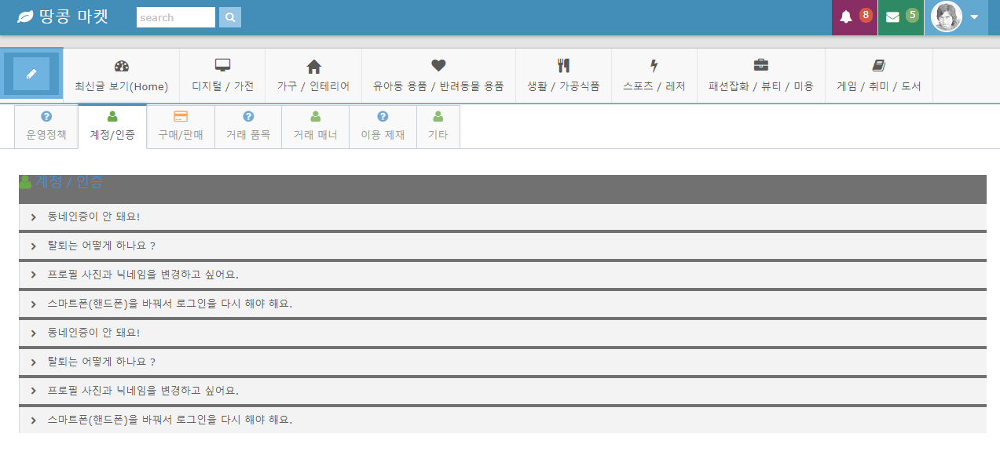 땅콩 마켓
search
8
5
최신글 보기(Home)
디지털 / 가전
가구 / 인테리어
유아동 용품 / 반려동물 용품
생활 / 가공식품
스포츠 / 레저
패션잡화 / 뷰티 / 미용
게임 / 취미 / 도서
운영정책
계정/인증
구매/판매
거래 품목
거래 매너
이용 제재
기타
계정 / 인증
동네인증이 안 돼요!
탈퇴는 어떻게 하나요 ?
프로필 사진과 닉네임을 변경하고 싶어요.
스마트폰(핸드폰)을 바꿔서 로그인을 다시 해야 해요.
동네인증이 안 돼요!
탈퇴는 어떻게 하나요 ?
프로필 사진과 닉네임을 변경하고 싶어요.
스마트폰(핸드폰)을 바꿔서 로그인을 다시 해야 해요.